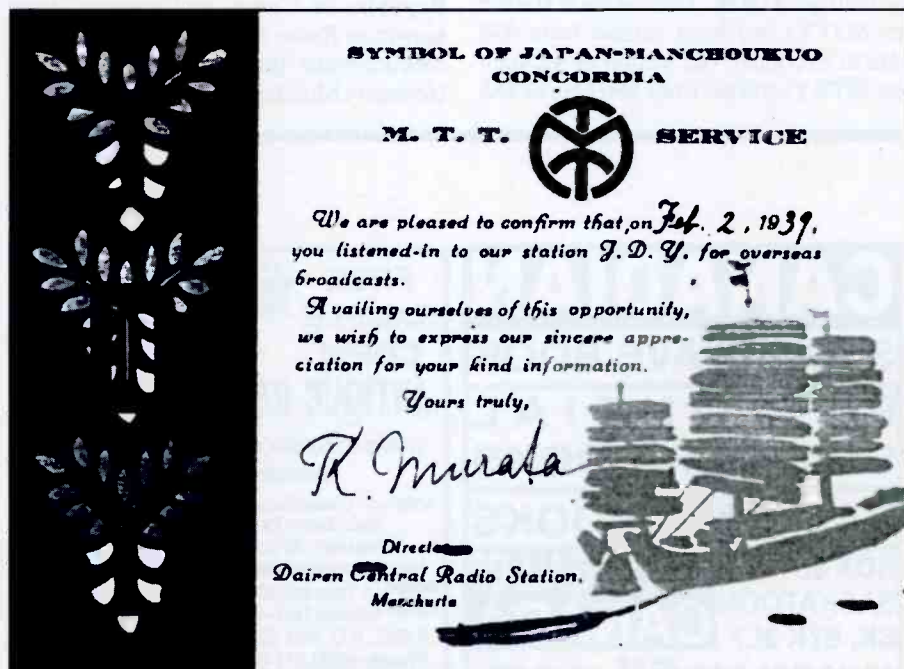 SYMBOL OF JAPAN-MANCHOUKUO
CONCORDIA
M. T. T. SERVICE
We are pleased to confirm that, on Feb. 2, 1939,
you listened-in to our station J. D. Y. for overseas
broadcasts.
Availing ourselves of this opportunity,
we wish to express our sincere appre-
ciation for your kind information.
Yours truly,
R. Murata
Director
Dairen Central Radio Station,
Manchuria